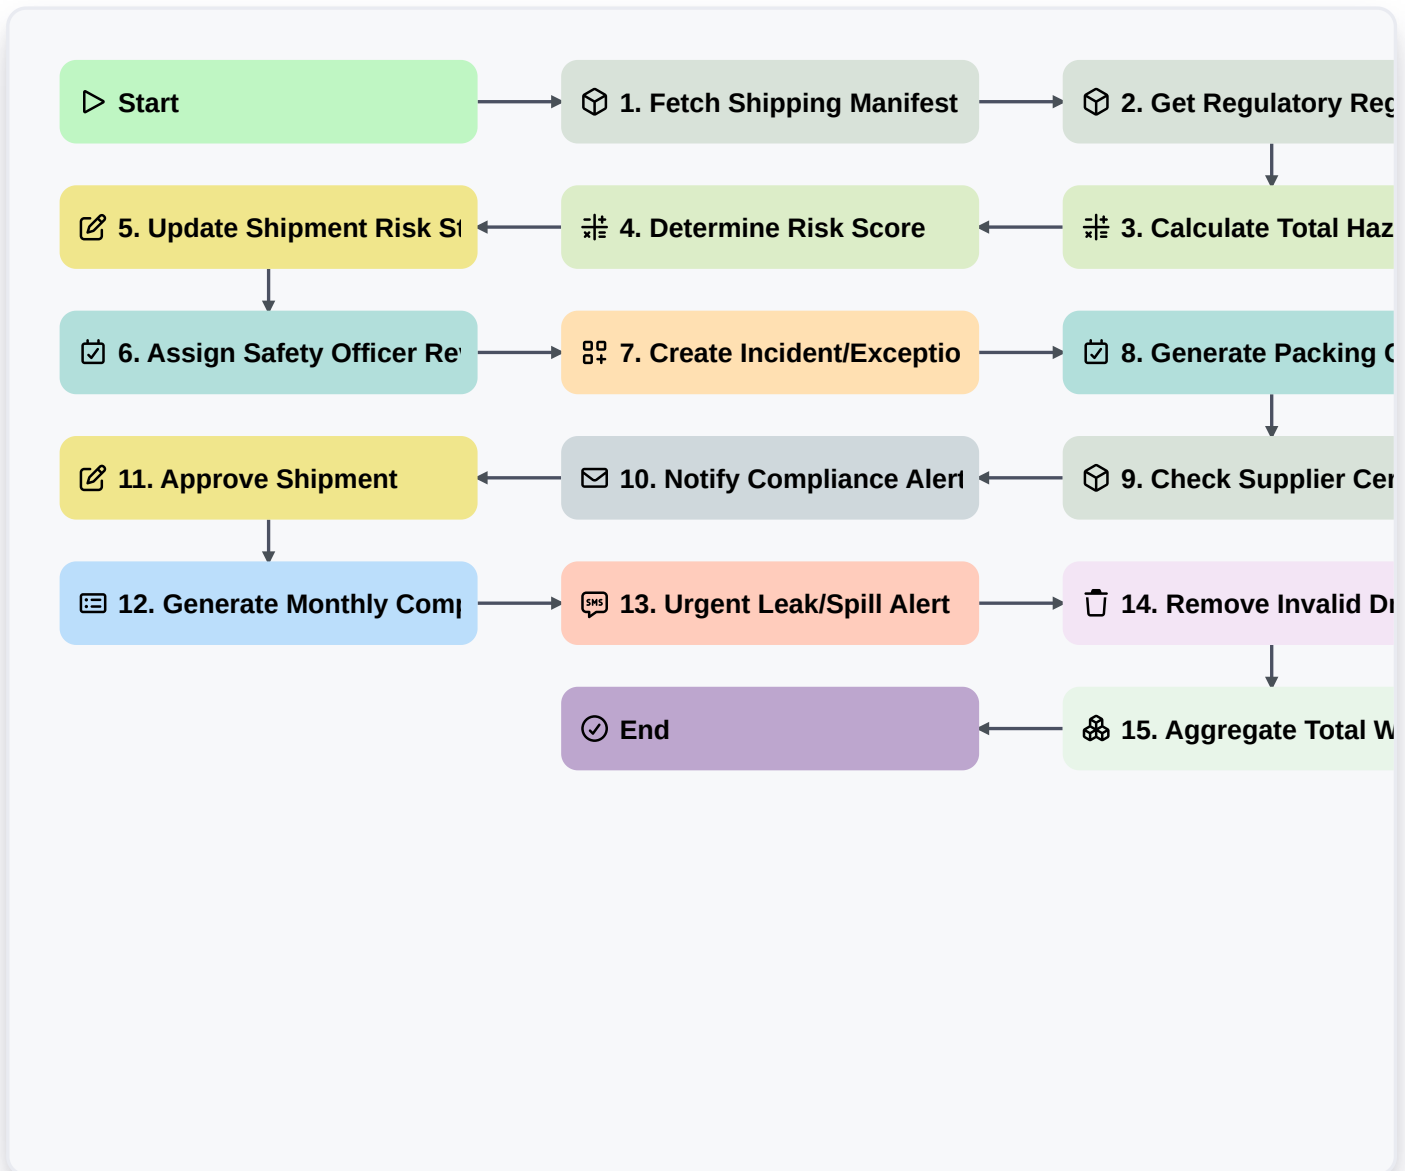 Start
1. Fetch Shipping Manifest
2. Get Regulatory Reg
5. Update Shipment Risk St
4. Determine Risk Score
3. Calculate Total Haz
6. Assign Safety Officer Rev
7. Create Incident/Exceptio
8. Generate Packing
11. Approve Shipment
10. Notify Compliance Alert
9. Check Supplier Cer
12. Generate Monthly Comp
13. Urgent Leak/Spill Alert
SMS
14. Remove Invalid Dr
End
15. Aggregate Total W